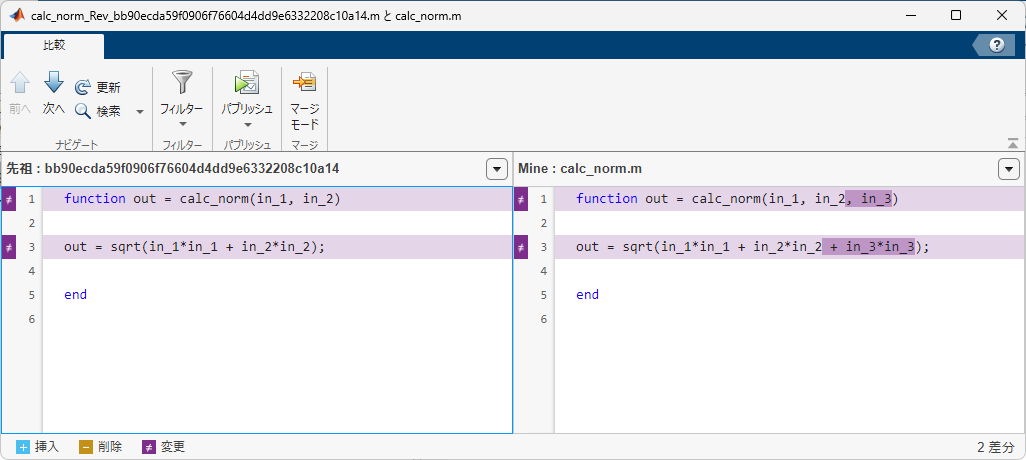 calc_norm_Rev_bb90ecda59f0906f76604d4dd9e6332208c10a14.m と calc_norm.m
比較
?
前へ
次へ
更新
検索
フィルター
パブリッシュ
マージ
モード
ナビゲート
フィルター
パブリッシュ
マージ
先祖 : bb90ecda59f0906f76604d4dd9e6332208c10a14
≠ 1 function out = calc_norm(in_1, in_2)
2
≠ 3 out = sqrt(in_1*in_1 + in_2*in_2);
4
5 end
6
Mine : calc_norm.m
≠ 1 function out = calc_norm(in_1, in_2, in_3)
2
≠ 3 out = sqrt(in_1*in_1 + in_2*in_2 + in_3*in_3);
4
5 end
6
+ 挿入 − 削除 ≠ 変更
2 差分